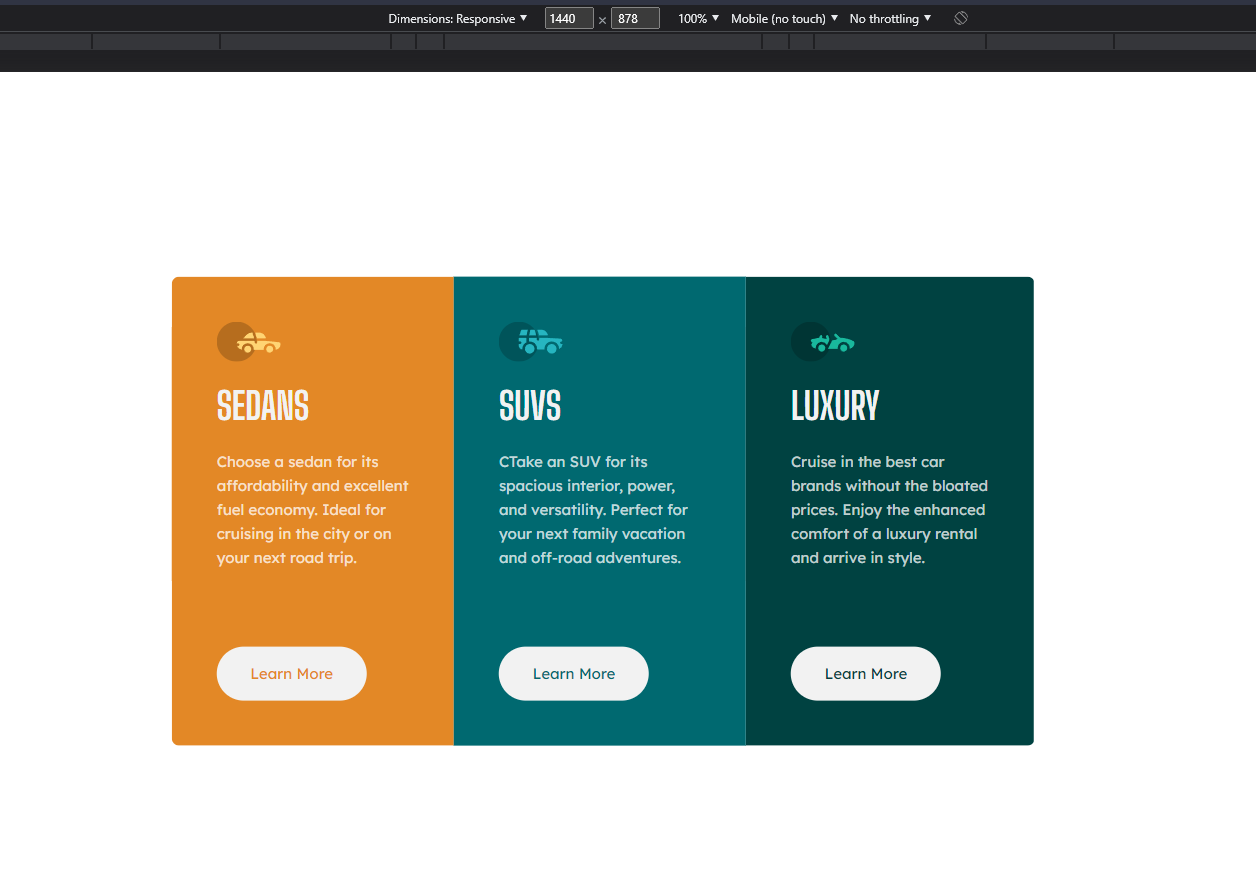 Dimensions: Responsive ▼ 1440 × 878 100% ▼ Mobile (no touch) ▼ No throttling ▼
SEDANS
Choose a sedan for its
affordability and excellent
fuel economy. Ideal for
cruising in the city or on
your next road trip.
Learn More
SUVS
CTake an SUV for its
spacious interior, power,
and versatility. Perfect for
your next family vacation
and off-road adventures.
Learn More
LUXURY
Cruise in the best car
brands without the bloated
prices. Enjoy the enhanced
comfort of a luxury rental
and arrive in style.
Learn More